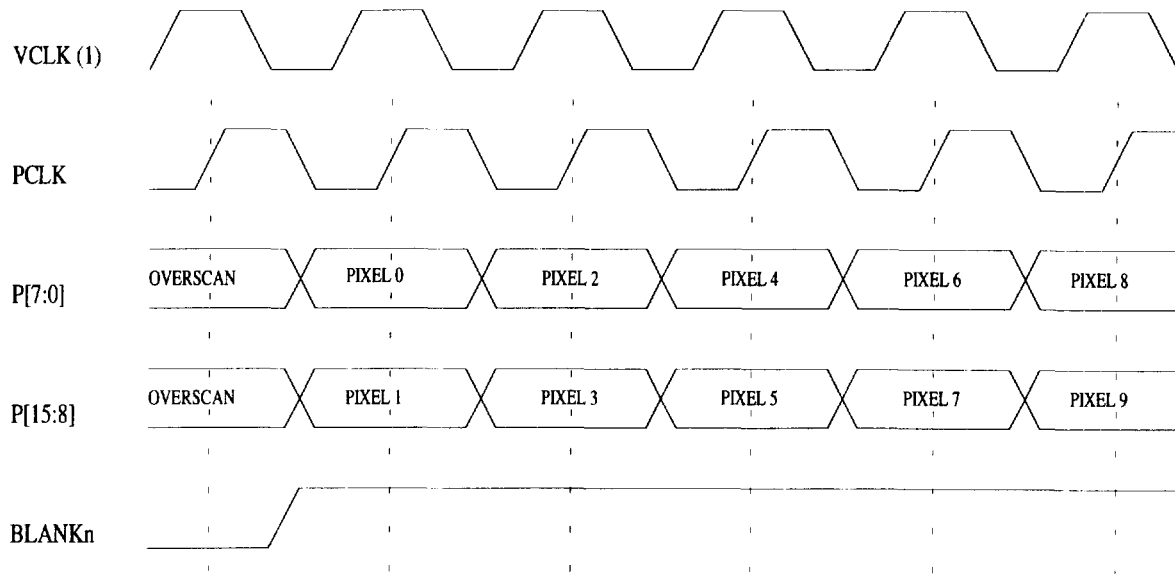 VCLK (1)
PCLK
P[7:0]
OVERSCAN PIXEL 0 PIXEL 2 PIXEL 4 PIXEL 6 PIXEL 8
P[15:8]
OVERSCAN PIXEL 1 PIXEL 3 PIXEL 5 PIXEL 7 PIXEL 9
BLANKn